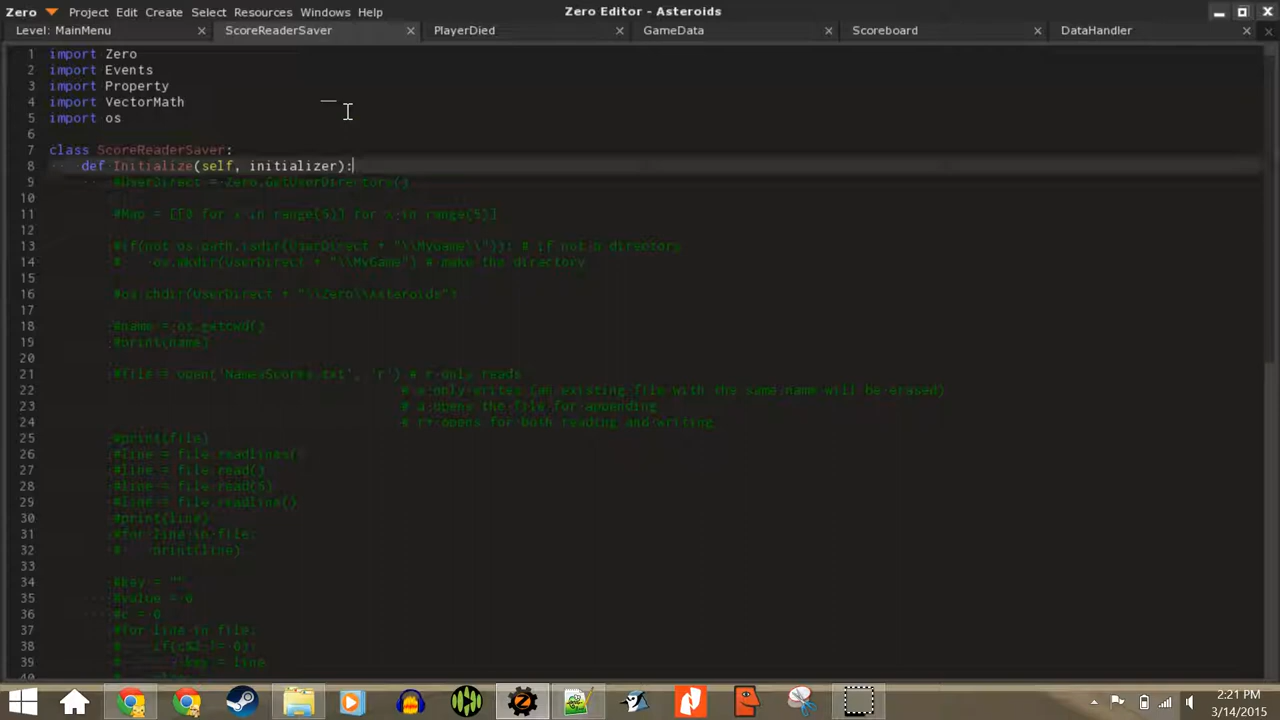 Zero Project Edit Create Select Resources Windows Help
Zero Editor - Asteroids
Level: MainMenu ScoreReaderSaver PlayerDied GameData Scoreboard DataHandler
1 import Zero
2 import Events
3 import Property
4 import VectorMath
5 import os
6
7 class ScoreReaderSaver:
8 def Initialize(self, initializer):
9 #UserDirect = Zero.GetUserDirectory()
10
11 #Map = [[0 for x in range(5)] for x in range(5)]
12
13 #if(not os.path.isdir(UserDirect + "\\MyGame\\")): # if not a directory
14 # os.mkdir(UserDirect + "\\MyGame") # make the directory
15
16 #os.chdir(UserDirect + "\\Zero\\Asteroids")
17
18 #name = os.getcwd()
19 #print(name)
20
21 #file = open('NamesScores.txt', 'r') # r only reads
22 # w only writes (an existing file with the same name will be erased)
23 # a opens the file for appending
24 # r+ opens for both reading and writing
25 #print(file)
26 #line = file.readlines()
27 #line = file.read()
28 #line = file.read(5)
29 #line = file.readline()
30 #print(line)
31 #for line in file:
32 # print(line)
33
34 #key = ""
35 #value = 0
36 #c = 0
37 #for line in file:
38 # if(c%2 != 0):
39 # key = line
40
2:21 PM
3/14/2015